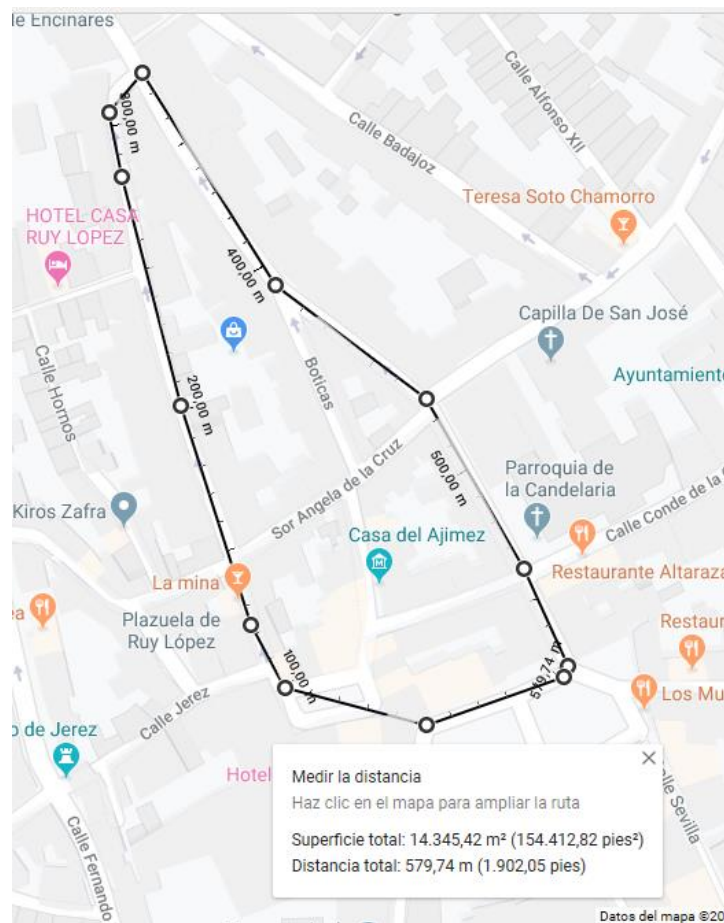 le Encinares
300,00 m
Calle Alfonso XII
Calle Badajoz
HOTEL CASA
RUY LOPEZ
Teresa Soto Chamorro
400,00 m
Capilla De San José
Calle Hornos
Boticas
Ayuntamiento
200,00 m
Sor Angela de la Cruz
500,00 m
Parroquia de
la Candelaria
Kiros Zafra
Calle Conde de la
Casa del Ajimez
La mina
Restaurante Altaraza
ea
Plazuela de
Ruy López
Restaur
100,00 m
579,74 m
Los Mu
Calle Jerez
o de Jerez
Hotel
Calle Sevilla
Calle Fernando
Medir la distancia
Haz clic en el mapa para ampliar la ruta
Superficie total: 14.345,42 m² (154.412,82 pies²)
Distancia total: 579,74 m (1.902,05 pies)
Datos del mapa ©20